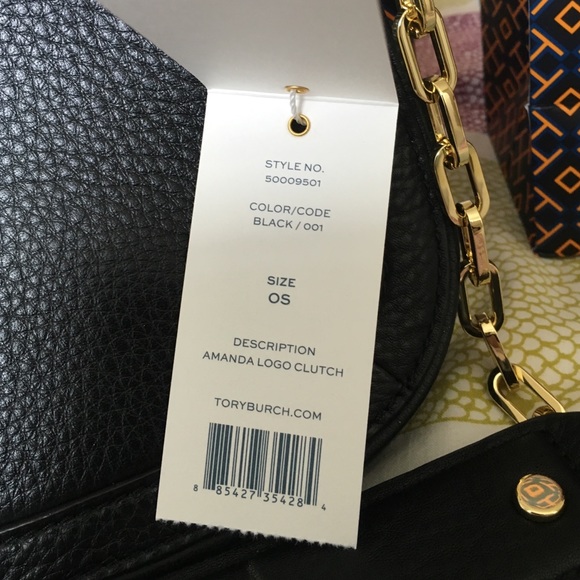 STYLE NO.
50009501
COLOR/CODE
BLACK / 001
SIZE
OS
DESCRIPTION
AMANDA LOGO CLUTCH
TORYBURCH.COM
8 85427 35428 4